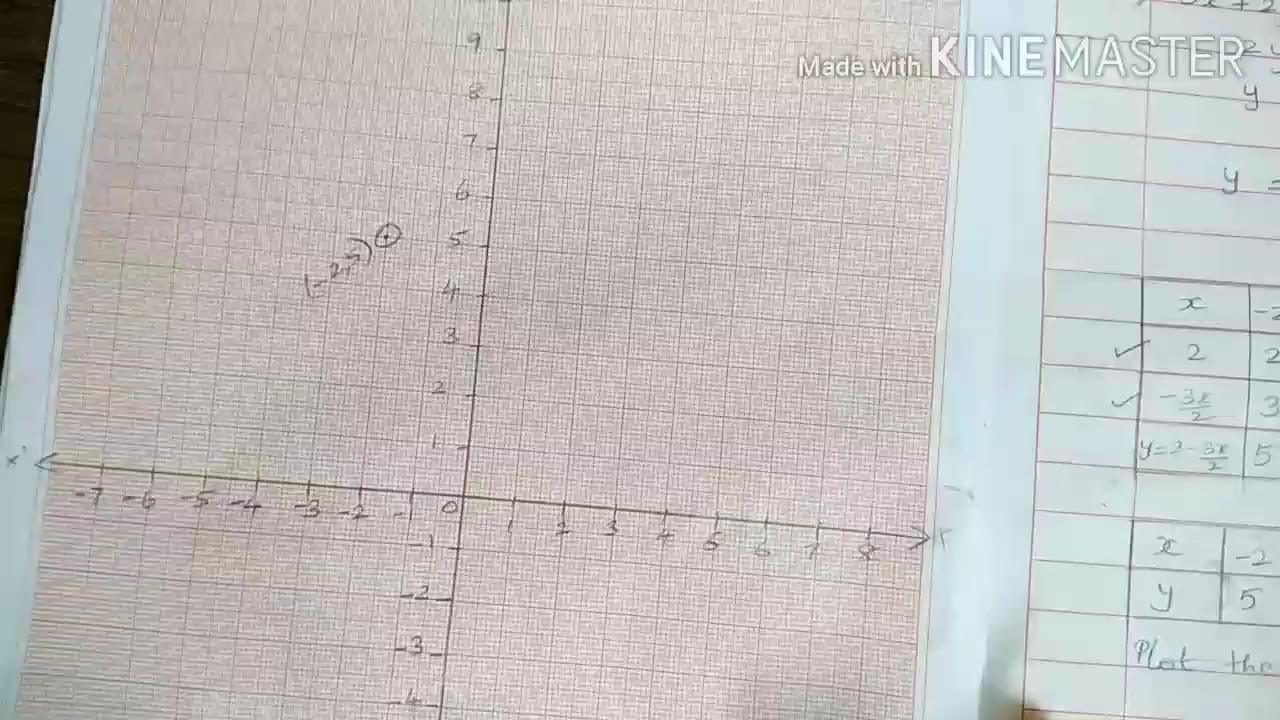 Made with KINEMASTER
9
8
7
6
5
(-2,5)
4
3
2
1
x'
-7 -6 -5 -4 -3 -2 -1 0 1 2 3 4 5 6 7 8
-1
-2
-3
-4
y
y =
x -2
2 2
-3x/2 3
y=2-3x/2 5
x -2
y 5
Plot the